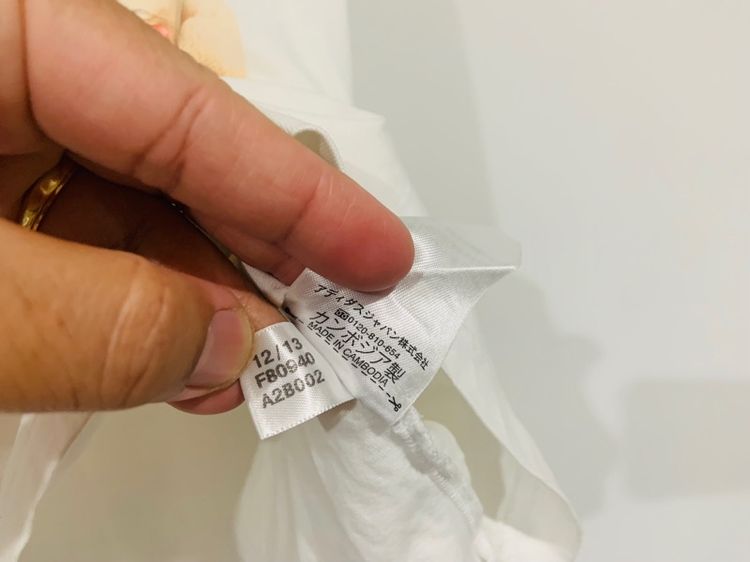 12/13
F80940
A2B002
アディダスジャパン株式会社
0120-810-654
カンボジア製
MADE IN CAMBODIA